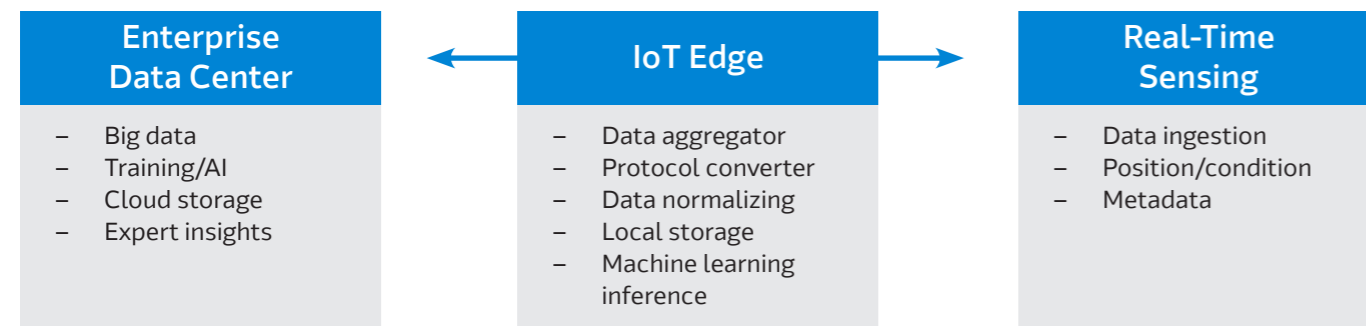 Enterprise
Data Center
– Big data
– Training/AI
– Cloud storage
– Expert insights
IoT Edge
– Data aggregator
– Protocol converter
– Data normalizing
– Local storage
– Machine learning
inference
Real-Time
Sensing
– Data ingestion
– Position/condition
– Metadata